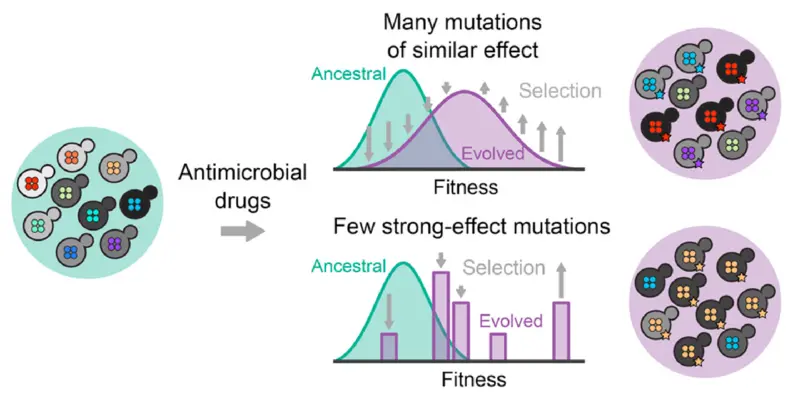 Antimicrobial
drugs
Many mutations
of similar effect
Ancestral
Selection
Evolved
Fitness
Few strong-effect mutations
Ancestral
Selection
Evolved
Fitness